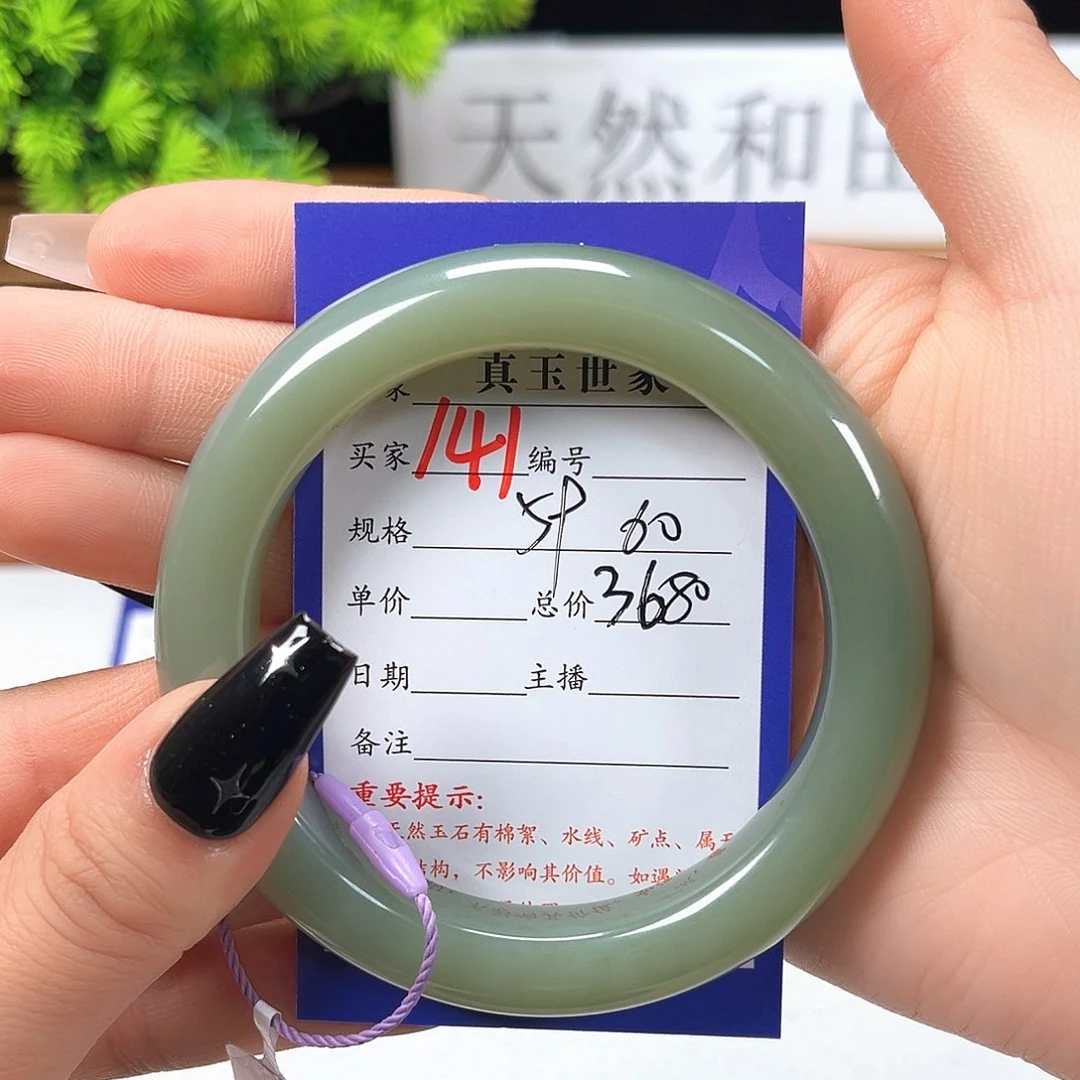 天然和田
真玉世家
买家 141 编号
规格 60
单价 总价 3680
日期 主播
备注
重要提示:
天然玉石有棉絮、水线、矿点、属
结构,不影响其价值。如遇